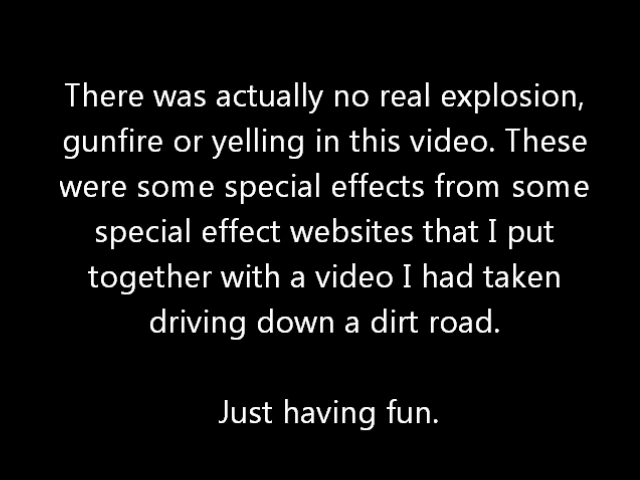 There was actually no real explosion,
gunfire or yelling in this video. These
were some special effects from some
special effect websites that I put
together with a video I had taken
driving down a dirt road.
Just having fun.